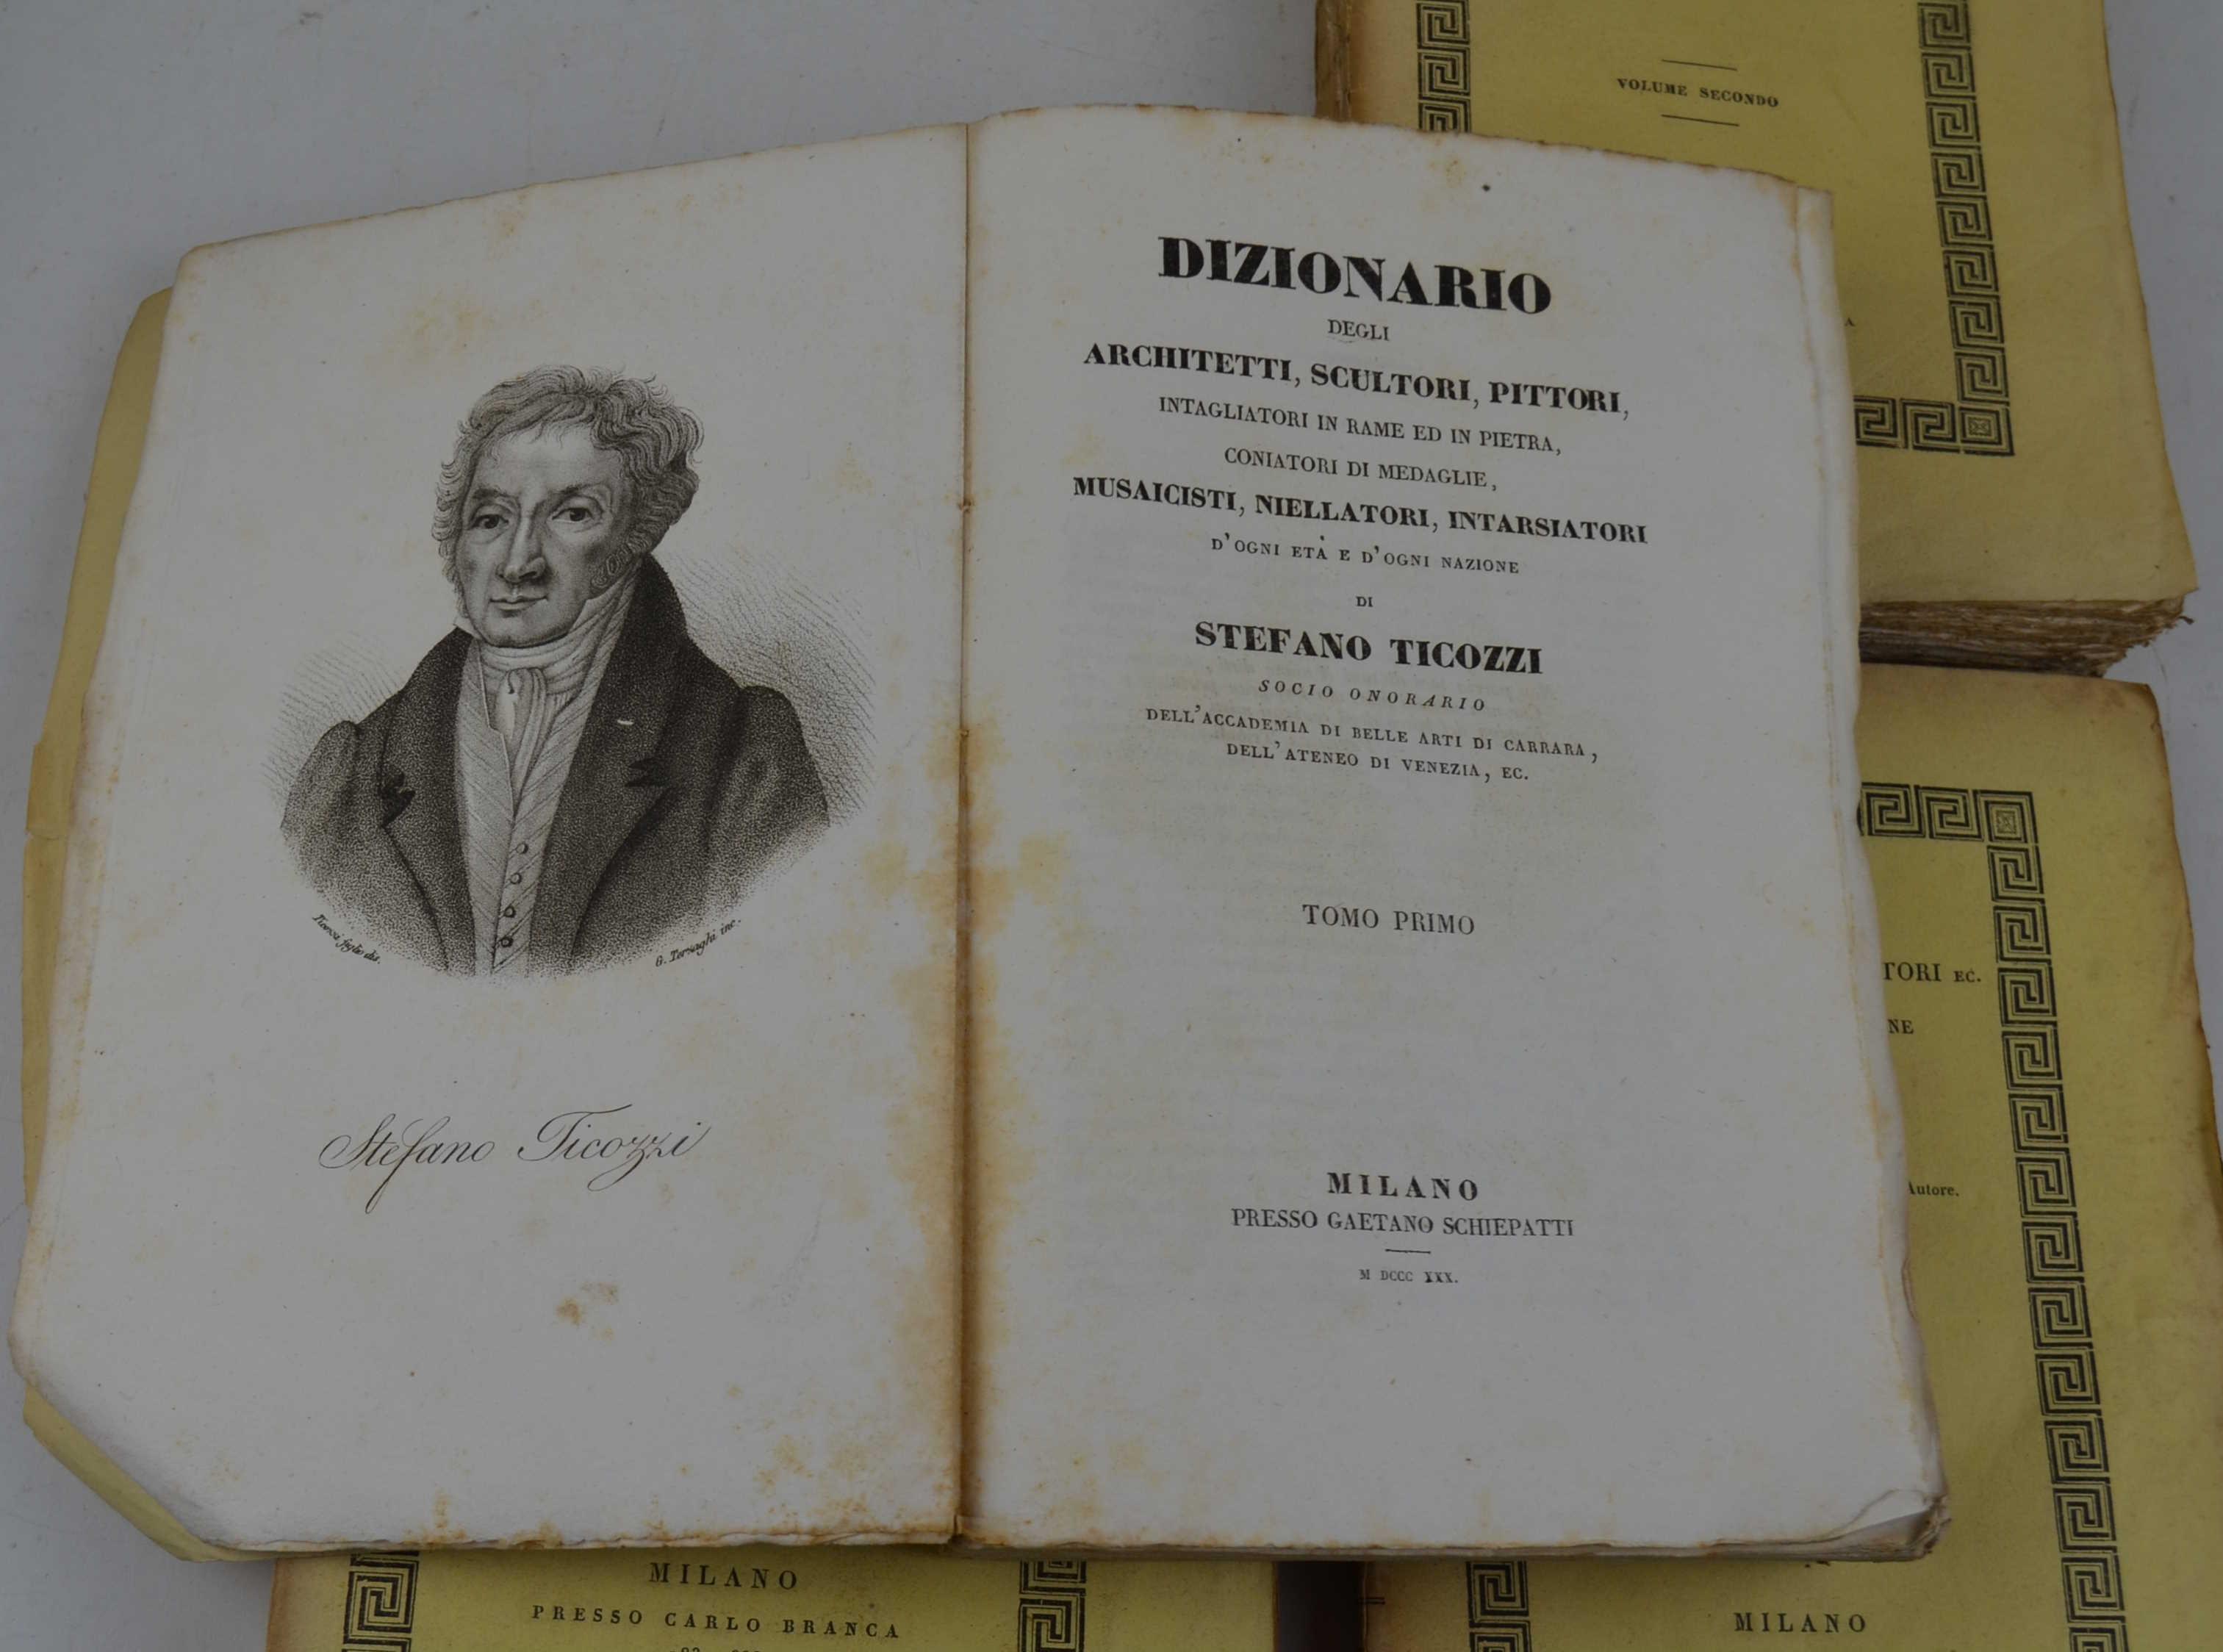 VOLUME SECONDO
Stefano Ticozzi
G. Terzaghi inc.
DIZIONARIO
DEGLI
ARCHITETTI, SCULTORI, PITTORI,
INTAGLIATORI IN RAME ED IN PIETRA,
CONIATORI DI MEDAGLIE,
MUSAICISTI, NIELLATORI, INTARSIATORI
D'OGNI ETÀ E D'OGNI NAZIONE
DI
STEFANO TICOZZI
SOCIO ONORARIO
DELL'ACCADEMIA DI BELLE ARTI DI CARRARA,
DELL'ATENEO DI VENEZIA, EC.
TOMO PRIMO
MILANO
PRESSO GAETANO SCHIEPATTI
M DCCC XXX.
TORI EC.
NE
Autore.
MILANO
PRESSO CARLO BRANCA
MILANO